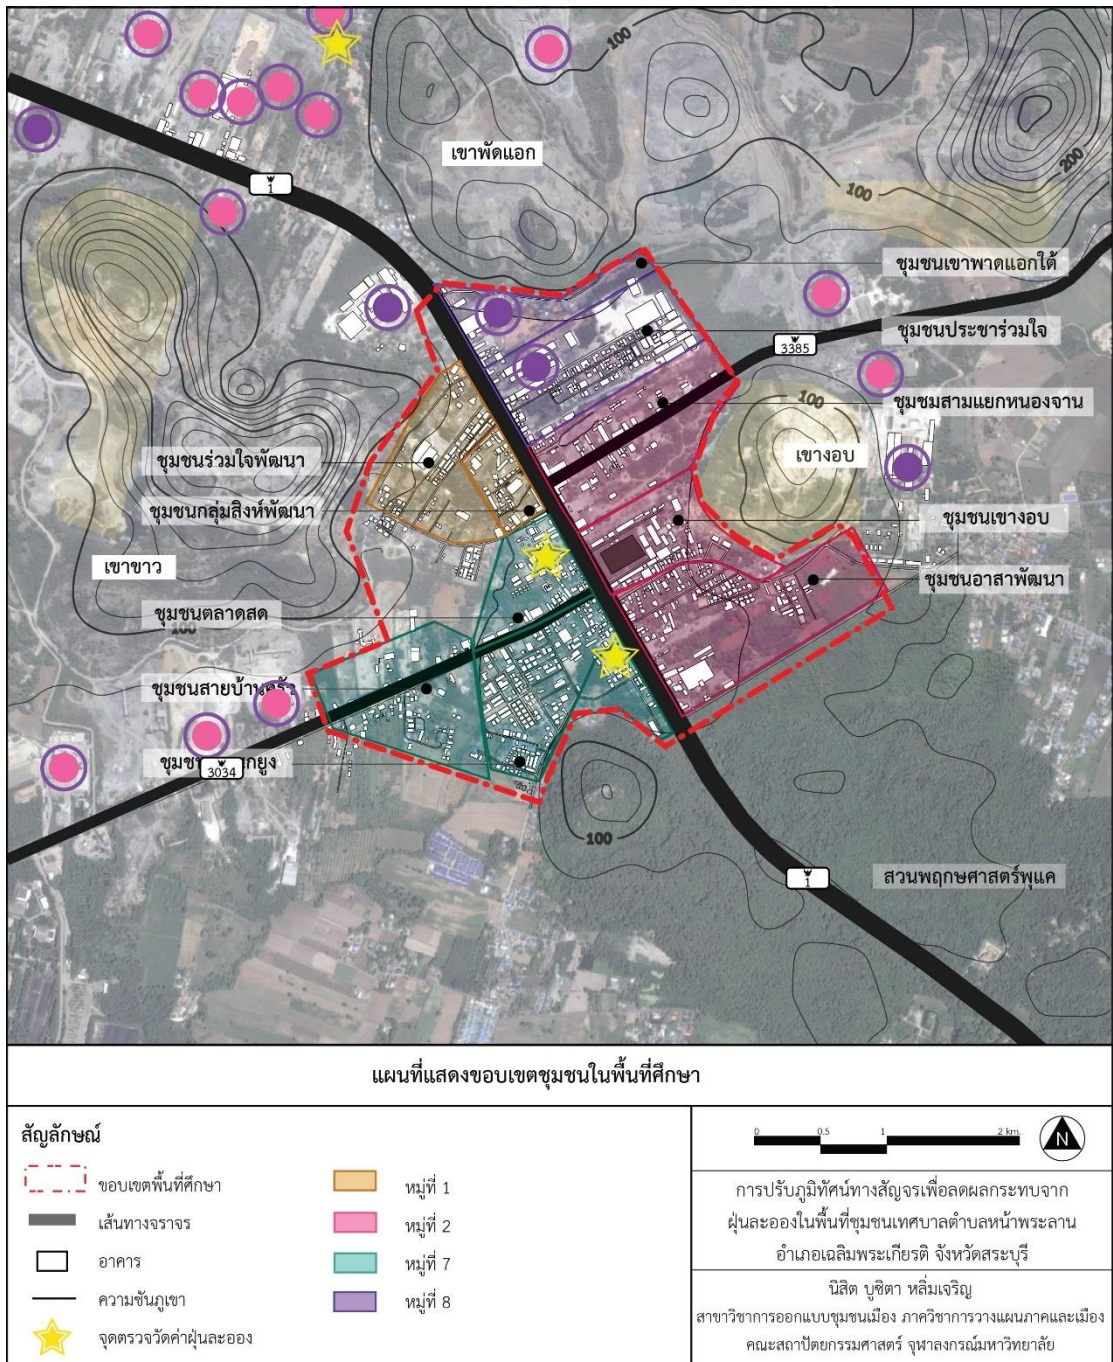 100
เขาพัดแอก
1
100
200
ชุมชนเขาพาดแอกใต้
ชุมชนประชาร่วมใจ
3385
ชุมชมสามแยกหนองจาน
100
เขางอบ
ชุมชนร่วมใจพัฒนา
ชุมชนกลุ่มสิงห์พัฒนา
ชุมชนเขางอบ
เขาขาว
ชุมชนอาสาพัฒนา
ชุมชนตลาดสด
100
ชุมชนสายบ้านครัว
ชุมช
3034
กยูง
100
1
สวนพฤกษศาสตร์พุแค
แผนที่แสดงขอบเขตชุมชนในพื้นที่ศึกษา
สัญลักษณ์
ขอบเขตพื้นที่ศึกษา
เส้นทางจราจร
อาคาร
ความชันภูเขา
จุดตรวจวัดค่าฝุ่นละออง
หมู่ที่ 1
หมู่ที่ 2
หมู่ที่ 7
หมู่ที่ 8
0 0.5 1 2 km.
N
การปรับภูมิทัศน์ทางสัญจรเพื่อลดผลกระทบจาก
ฝุ่นละอองในพื้นที่ชุมชนเทศบาลตำบลหน้าพระลาน
อำเภอเฉลิมพระเกียรติ จังหวัดสระบุรี
นิสิต บูชิตา หลิ่มเจริญ
สาขาวิชาการออกแบบชุมชนเมือง ภาควิชาการวางแผนภาคและเมือง
คณะสถาปัตยกรรมศาสตร์ จุฬาลงกรณ์มหาวิทยาลัย